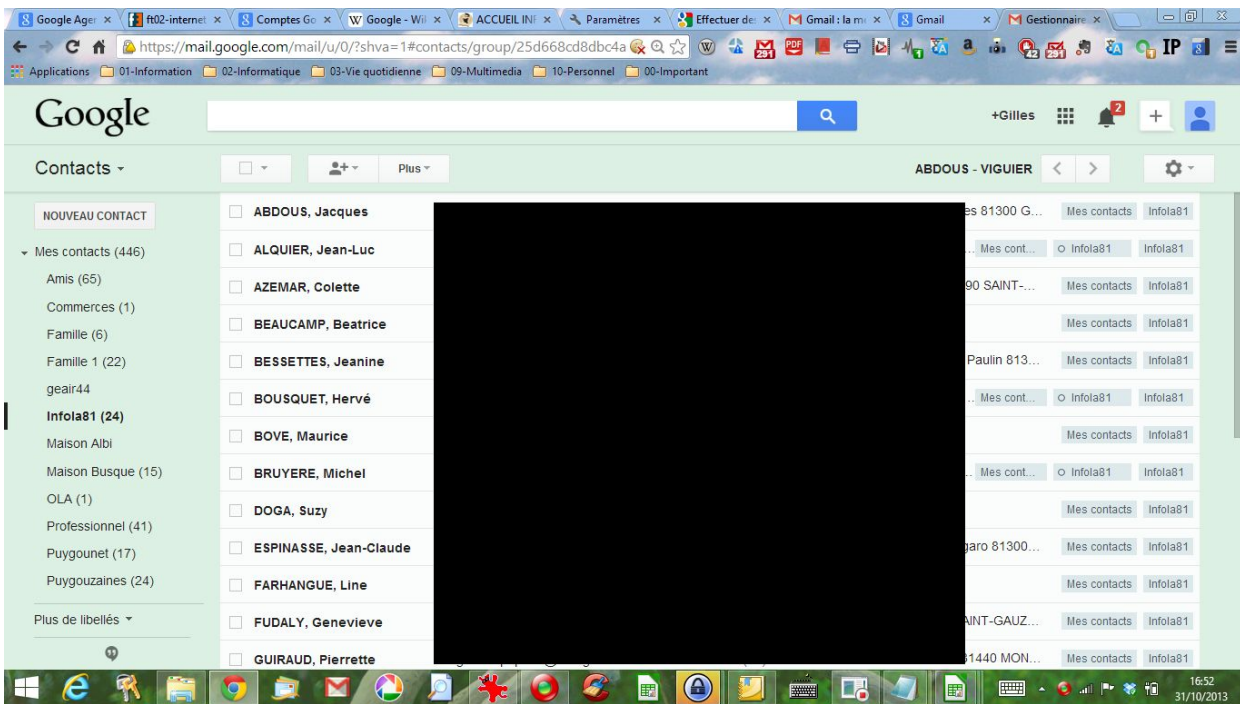 Google Ager ft02-internet Comptes Go Google - Wil ACCUEIL INF Paramètres Effectuer des Gmail : la me Gmail Gestionnaire
https://mail.google.com/mail/u/0/?shva=1#contacts/group/25d668cd8dbc4a
Applications 01-Information 02-Informatique 03-Vie quotidienne 09-Multimedia 10-Personnel 00-Important
Google +Gilles 2
Contacts Plus ABDOUS - VIGUIER
NOUVEAU CONTACT
Mes contacts (446)
Amis (65)
Commerces (1)
Famille (6)
Famille 1 (22)
geair44
Infola81 (24)
Maison Albi
Maison Busque (15)
OLA (1)
Professionnel (41)
Puygounet (17)
Puygouzaines (24)
Plus de libellés
ABDOUS, Jacques es 81300 G... Mes contacts Infola81
ALQUIER, Jean-Luc ... Mes cont... Infola81 Infola81
AZEMAR, Colette 90 SAINT-... Mes contacts Infola81
BEAUCAMP, Beatrice Mes contacts Infola81
BESSETTES, Jeanine Paulin 813... Mes contacts Infola81
BOUSQUET, Hervé ... Mes cont... Infola81 Infola81
BOVE, Maurice Mes contacts Infola81
BRUYERE, Michel ... Mes cont... Infola81 Infola81
DOGA, Suzy Mes contacts Infola81
ESPINASSE, Jean-Claude garo 81300... Mes contacts Infola81
FARHANGUE, Line Mes contacts Infola81
FUDALY, Genevieve AINT-GAUZ... Mes contacts Infola81
GUIRAUD, Pierrette 31440 MON... Mes contacts Infola81
16:52
31/10/2013